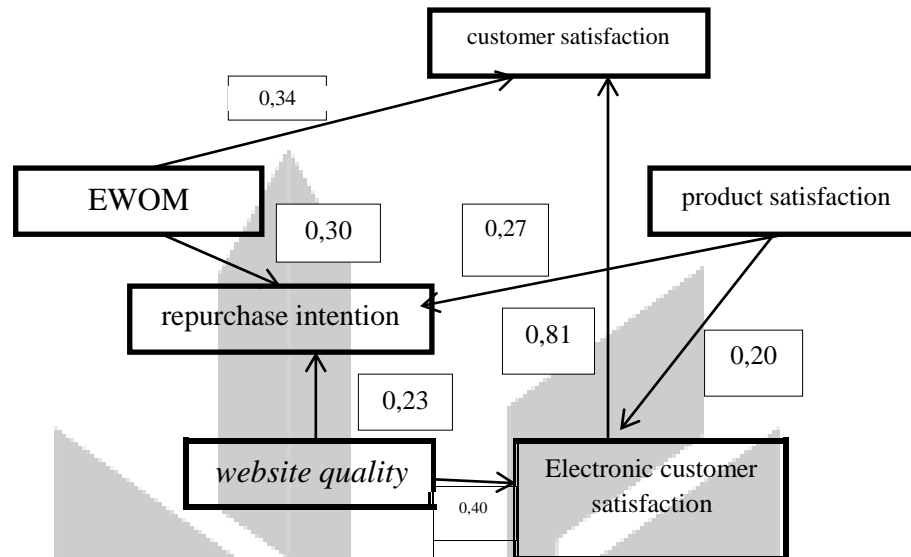 customer satisfaction
0,34
EWOM
product satisfaction
0,30
0,27
repurchase intention
0,81
0,20
0,23
website quality
Electronic customer
satisfaction
0,40